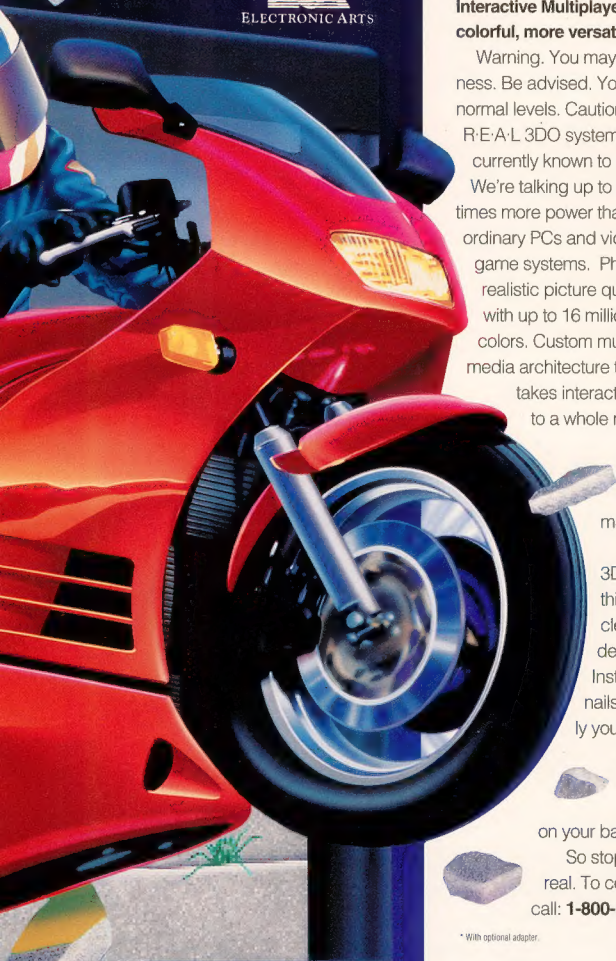 ELECTRONIC ARTS
Interactive Multiplaye
colorful, more versat
Warning. You may
ness. Be advised. Yo
normal levels. Caution
R·E·A·L 3DO system
currently known to
We're talking up to
times more power tha
ordinary PCs and vid
game systems. Ph
realistic picture qu
with up to 16 millio
colors. Custom mu
media architecture t
takes interact
to a whole n
m
3D
thi
cle
de
Inst
nails
ly you
on your ba
So stop
real. To co
call: 1-800-
* With optional adapter.